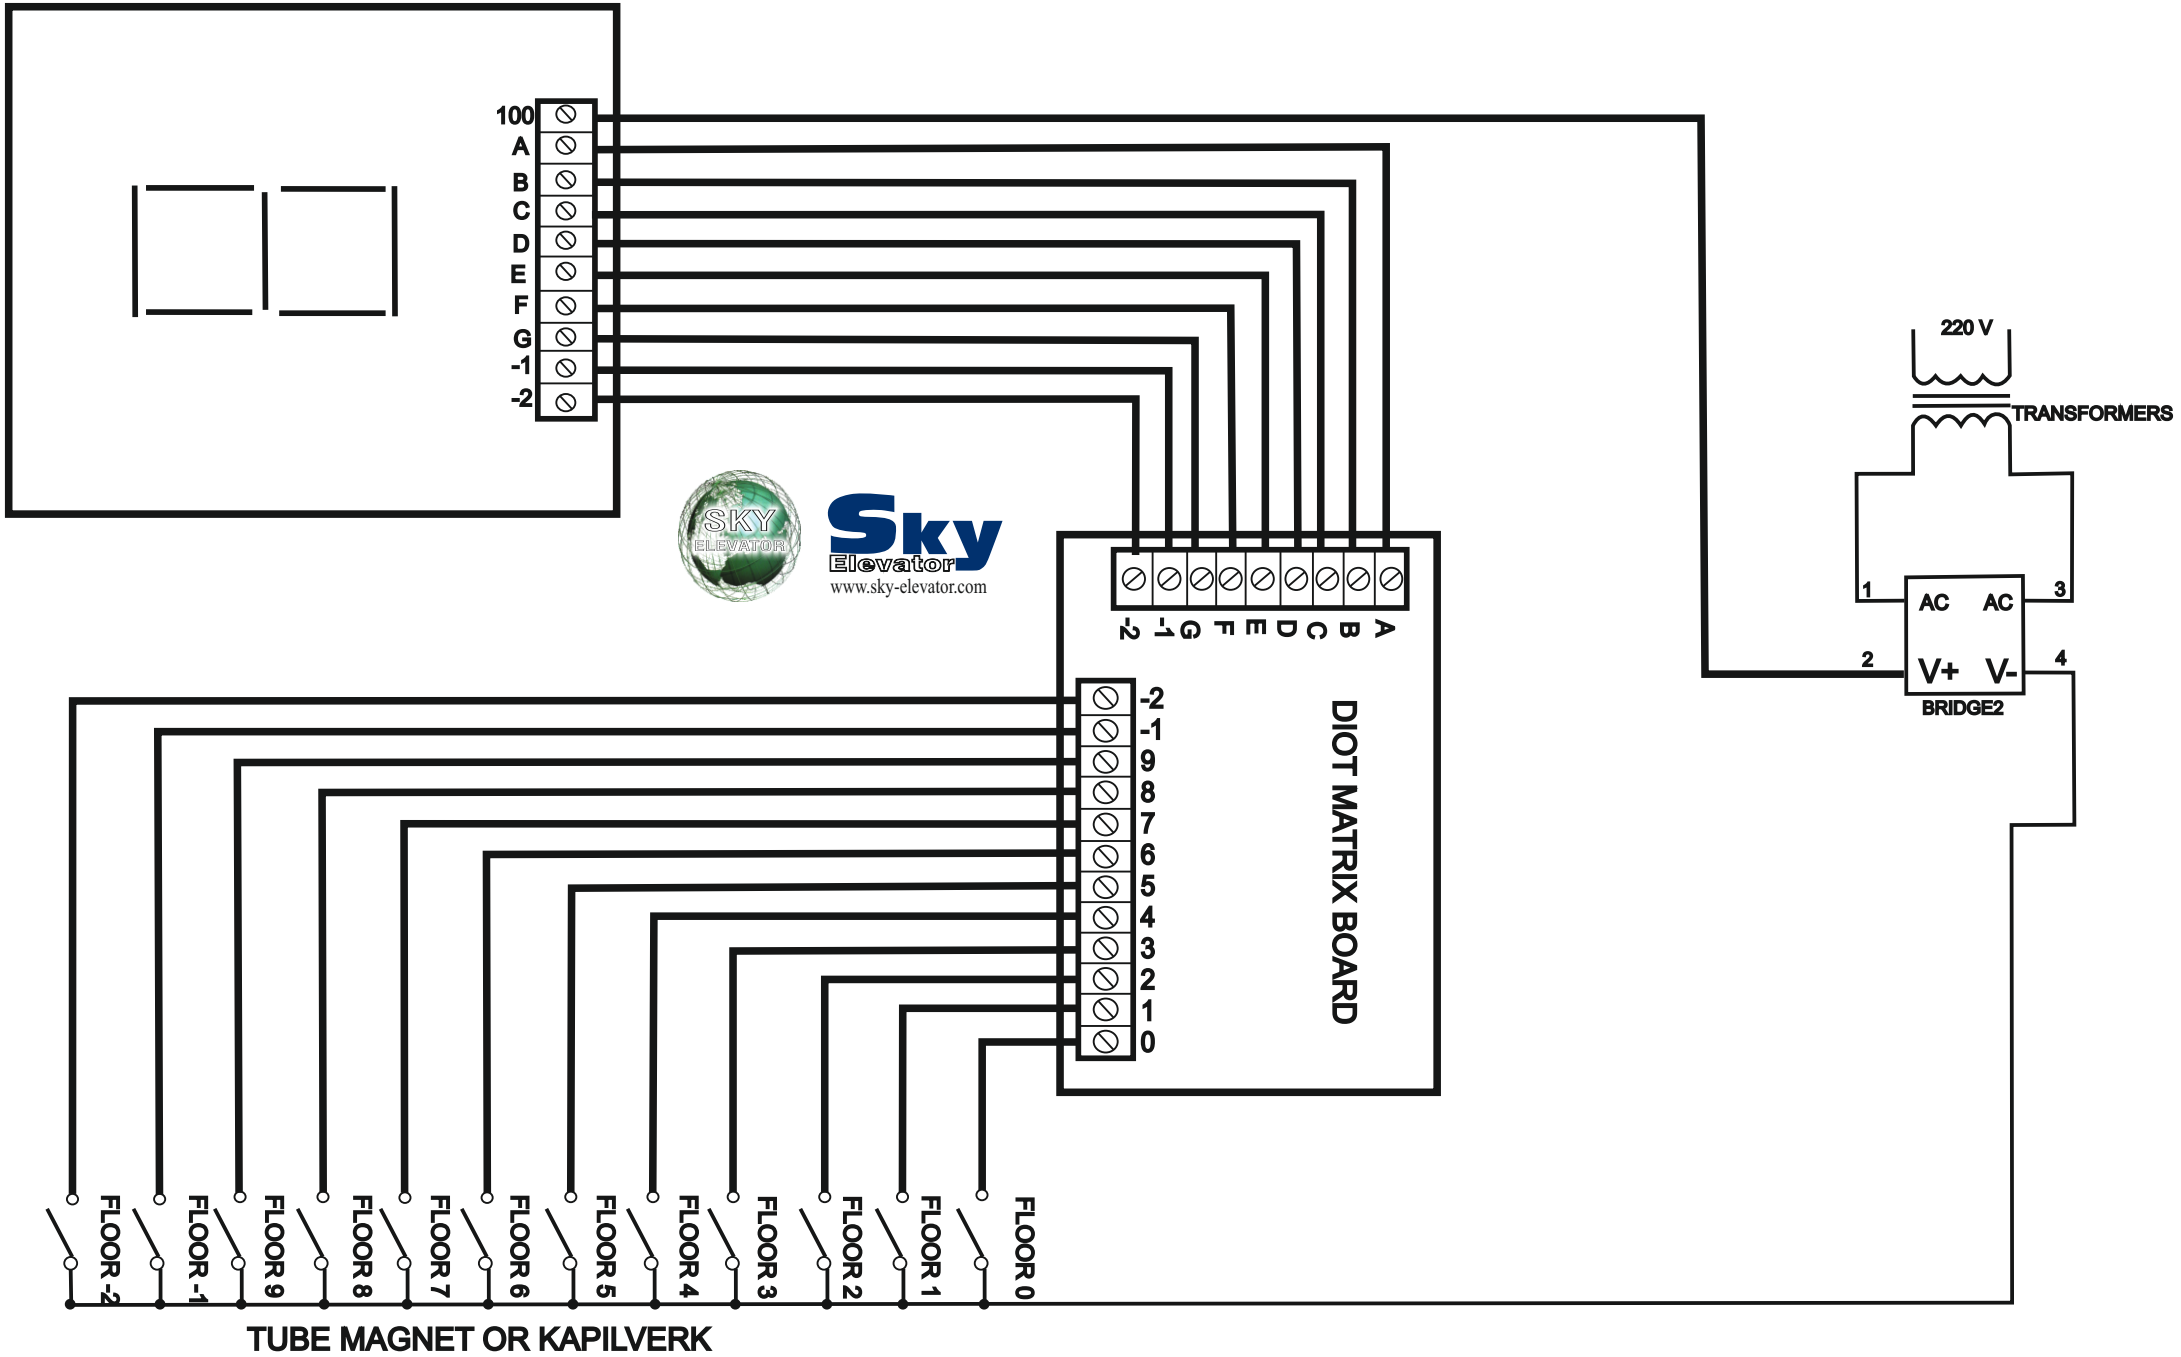 100
A
B
C
D
E
F
G
-1
-2
220 V
TRANSFORMERS
1
AC
AC
3
2
V+
V-
4
BRIDGE2
SKY
ELEVATOR
Sky
Elevator
www.sky-elevator.com
-2
-1
G
F
E
D
C
B
A
-2
-1
9
8
7
6
5
4
3
2
1
0
DIOT MATRIX BOARD
FLOOR -2
FLOOR -1
FLOOR 9
FLOOR 8
FLOOR 7
FLOOR 6
FLOOR 5
FLOOR 4
FLOOR 3
FLOOR 2
FLOOR 1
FLOOR 0
TUBE MAGNET OR KAPILVERK